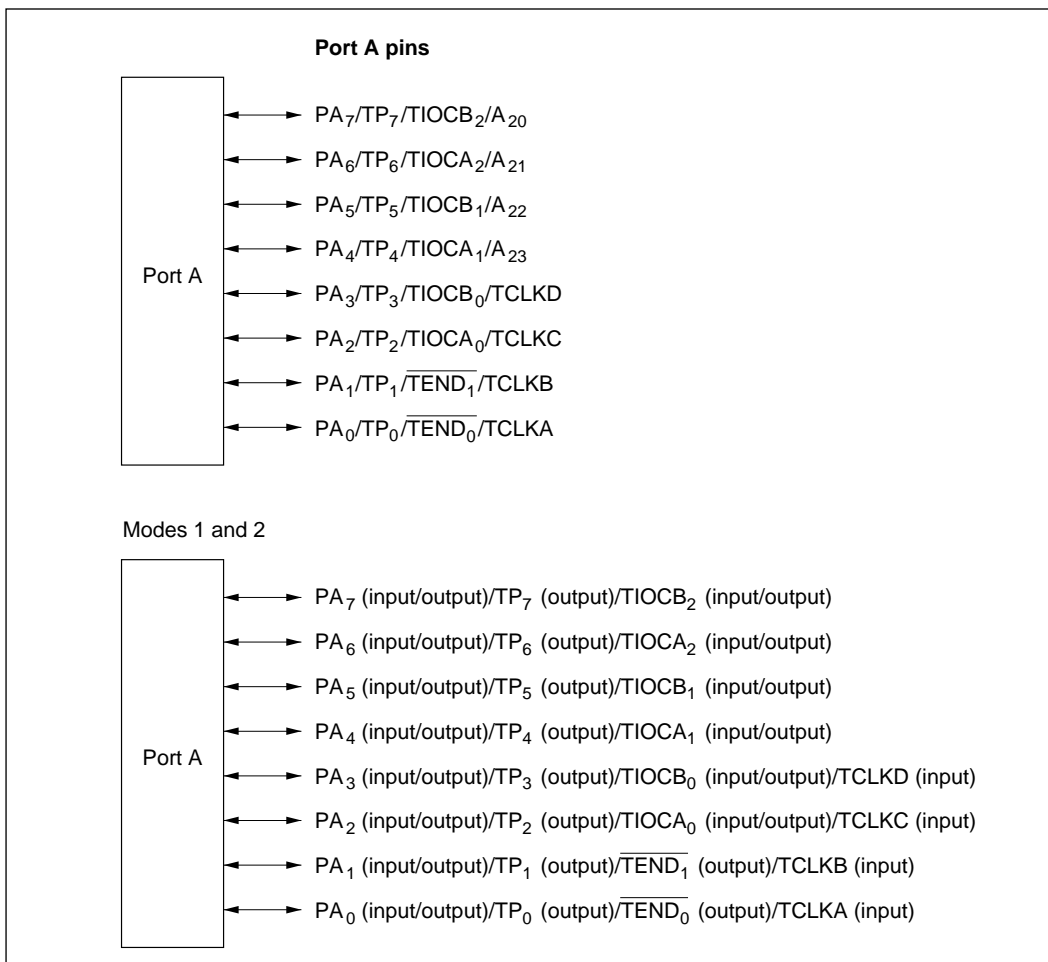 Port A pins
PA₇/TP₇/TIOCB₂/A₂₀
PA₆/TP₆/TIOCA₂/A₂₁
PA₅/TP₅/TIOCB₁/A₂₂
PA₄/TP₄/TIOCA₁/A₂₃
Port A
PA₃/TP₃/TIOCB₀/TCLKD
PA₂/TP₂/TIOCA₀/TCLKC
PA₁/TP₁/T̅E̅N̅D̅₁̅/TCLKB
PA₀/TP₀/T̅E̅N̅D̅₀̅/TCLKA
Modes 1 and 2
PA₇ (input/output)/TP₇ (output)/TIOCB₂ (input/output)
PA₆ (input/output)/TP₆ (output)/TIOCA₂ (input/output)
PA₅ (input/output)/TP₅ (output)/TIOCB₁ (input/output)
PA₄ (input/output)/TP₄ (output)/TIOCA₁ (input/output)
Port A
PA₃ (input/output)/TP₃ (output)/TIOCB₀ (input/output)/TCLKD (input)
PA₂ (input/output)/TP₂ (output)/TIOCA₀ (input/output)/TCLKC (input)
PA₁ (input/output)/TP₁ (output)/T̅E̅N̅D̅₁̅ (output)/TCLKB (input)
PA₀ (input/output)/TP₀ (output)/T̅E̅N̅D̅₀̅ (output)/TCLKA (input)